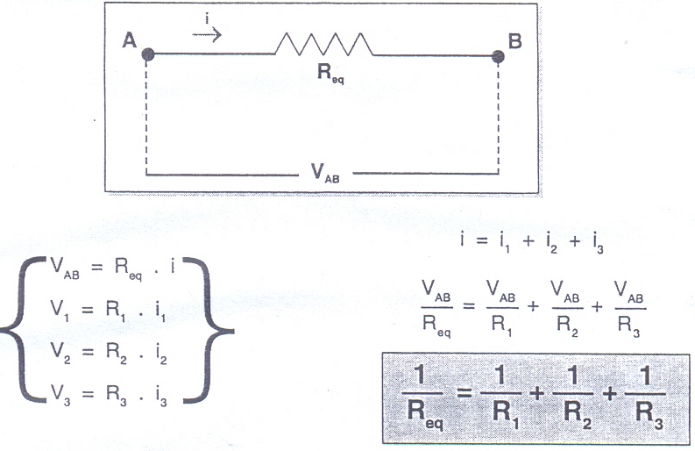 i
A B
R_eq
V_AB
V_AB = R_eq . i
V_1 = R_1 . i_1
V_2 = R_2 . i_2
V_3 = R_3 . i_3
i = i_1 + i_2 + i_3
V_AB/R_eq = V_AB/R_1 + V_AB/R_2 + V_AB/R_3
1/R_eq = 1/R_1 + 1/R_2 + 1/R_3